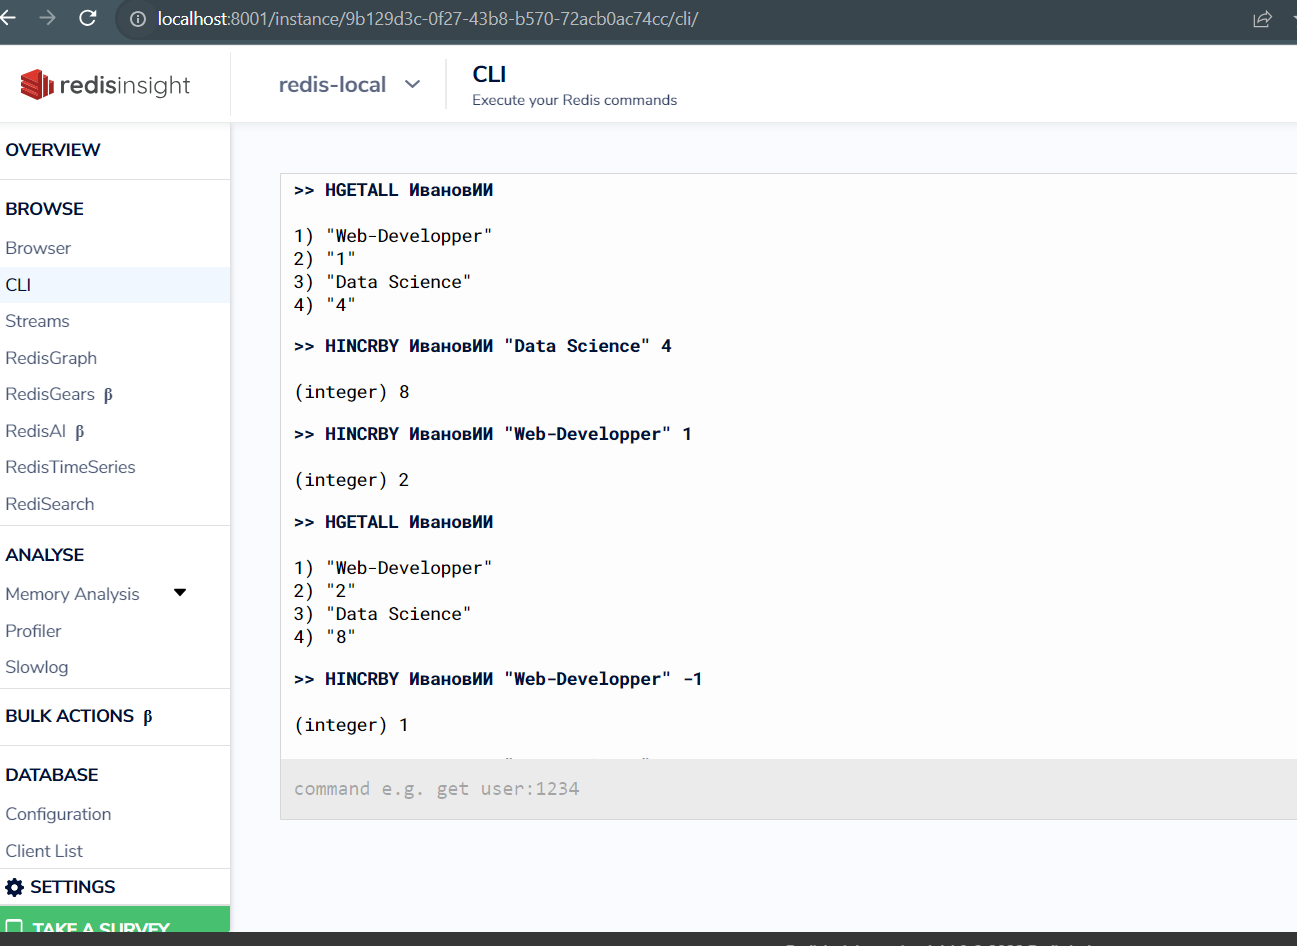 localhost:8001/instance/9b129d3c-0f27-43b8-b570-72acb0ac74cc/cli/
redisinsight
redis-local
CLI
Execute your Redis commands
OVERVIEW
BROWSE
Browser
CLI
Streams
RedisGraph
RedisGears β
RedisAI β
RedisTimeSeries
RediSearch
ANALYSE
Memory Analysis
Profiler
Slowlog
BULK ACTIONS β
DATABASE
Configuration
Client List
SETTINGS
TAKE A SURVEY
>> HGETALL ИвановИИ
1) "Web-Developper"
2) "1"
3) "Data Science"
4) "4"
>> HINCRBY ИвановИИ "Data Science" 4
(integer) 8
>> HINCRBY ИвановИИ "Web-Developper" 1
(integer) 2
>> HGETALL ИвановИИ
1) "Web-Developper"
2) "2"
3) "Data Science"
4) "8"
>> HINCRBY ИвановИИ "Web-Developper" -1
(integer) 1
command e.g. get user:1234